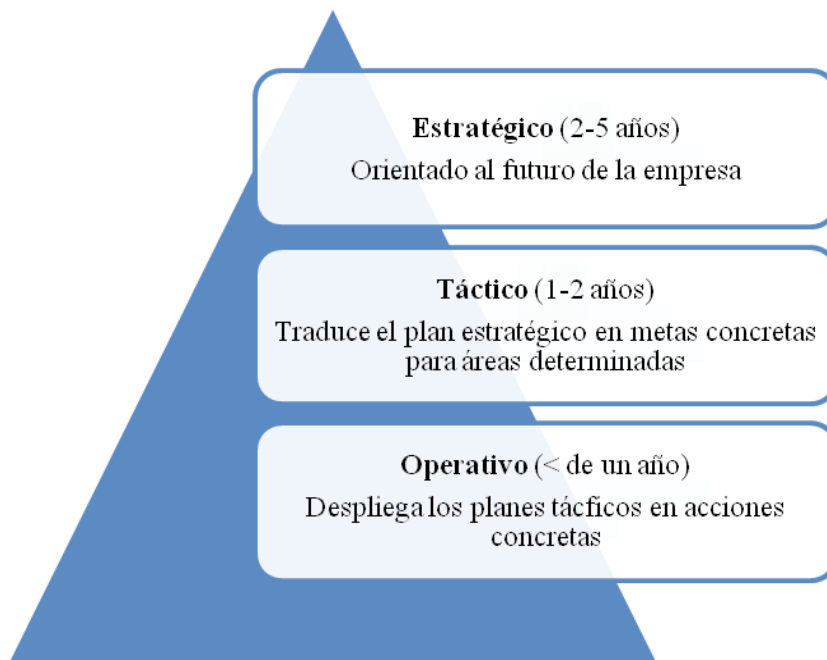 Estratégico (2-5 años)
Orientado al futuro de la empresa
Táctico (1-2 años)
Traduce el plan estratégico en metas concretas
para áreas determinadas
Operativo (< de un año)
Despliega los planes tácficos en acciones
concretas